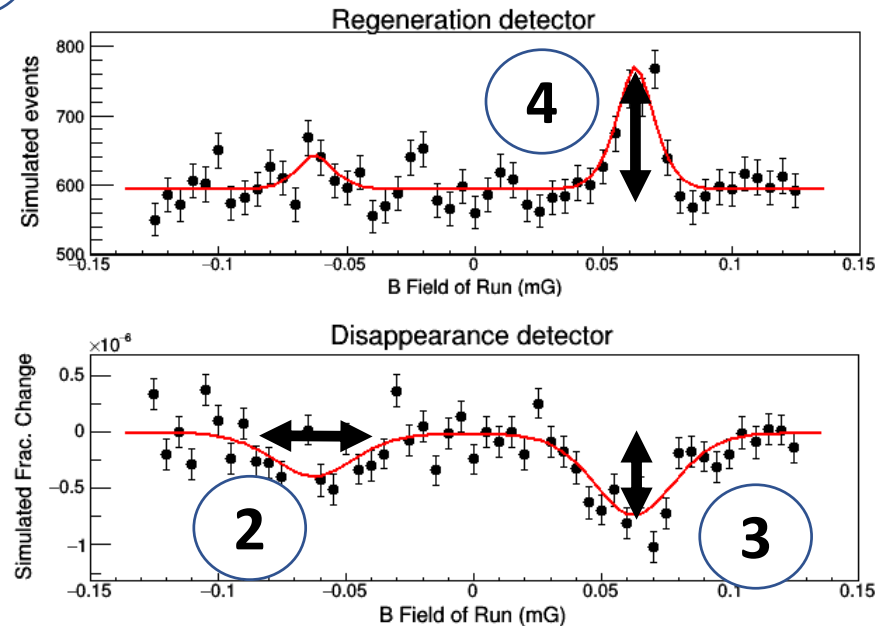 Regeneration detector
Simulated events
800
700
600
500
4
−0.15 −0.1 −0.05 0 0.05 0.1 0.15
B Field of Run (mG)
Disappearance detector
×10⁻⁶
Simulated Frac. Change
0.5
0
−0.5
−1
2
3
−0.15 −0.1 −0.05 0 0.05 0.1 0.15
B Field of Run (mG)